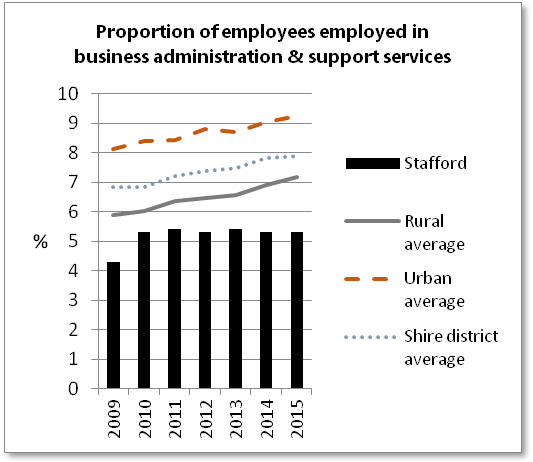 Proportion of employees employed in
business administration & support services
10
9
8
7
6
5
4
3
2
1
0
%
2009
2010
2011
2012
2013
2014
2015
Stafford
Rural
average
Urban
average
Shire district
average